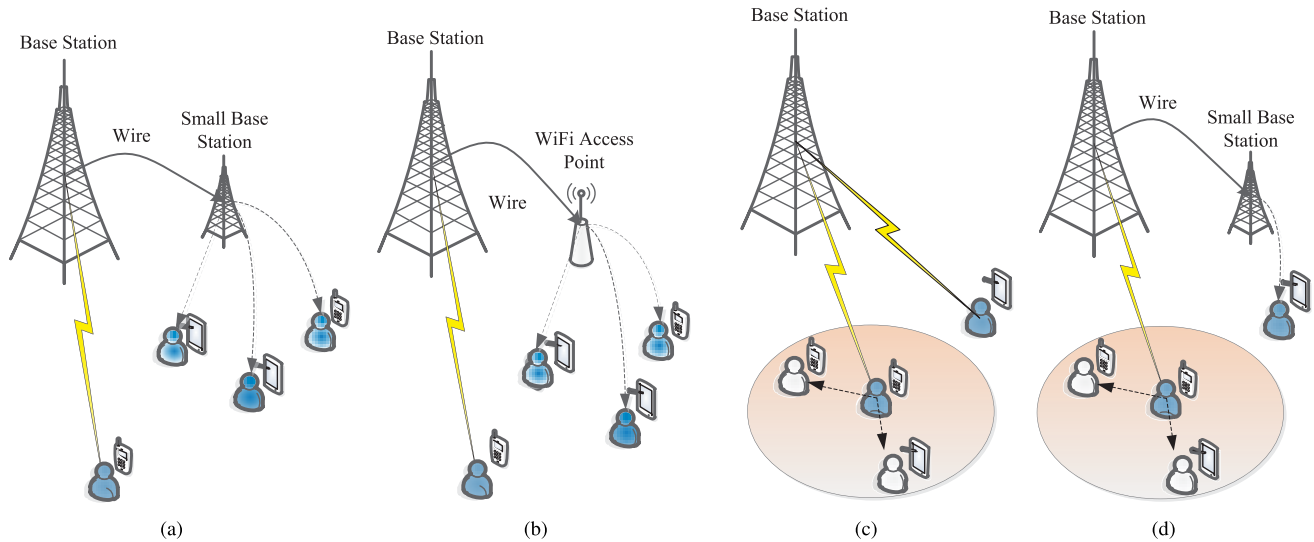 Base Station
Wire
Small Base
Station
(a)
Base Station
WiFi Access
Point
Wire
(b)
Base Station
(c)
Base Station
Wire
Small Base
Station
(d)